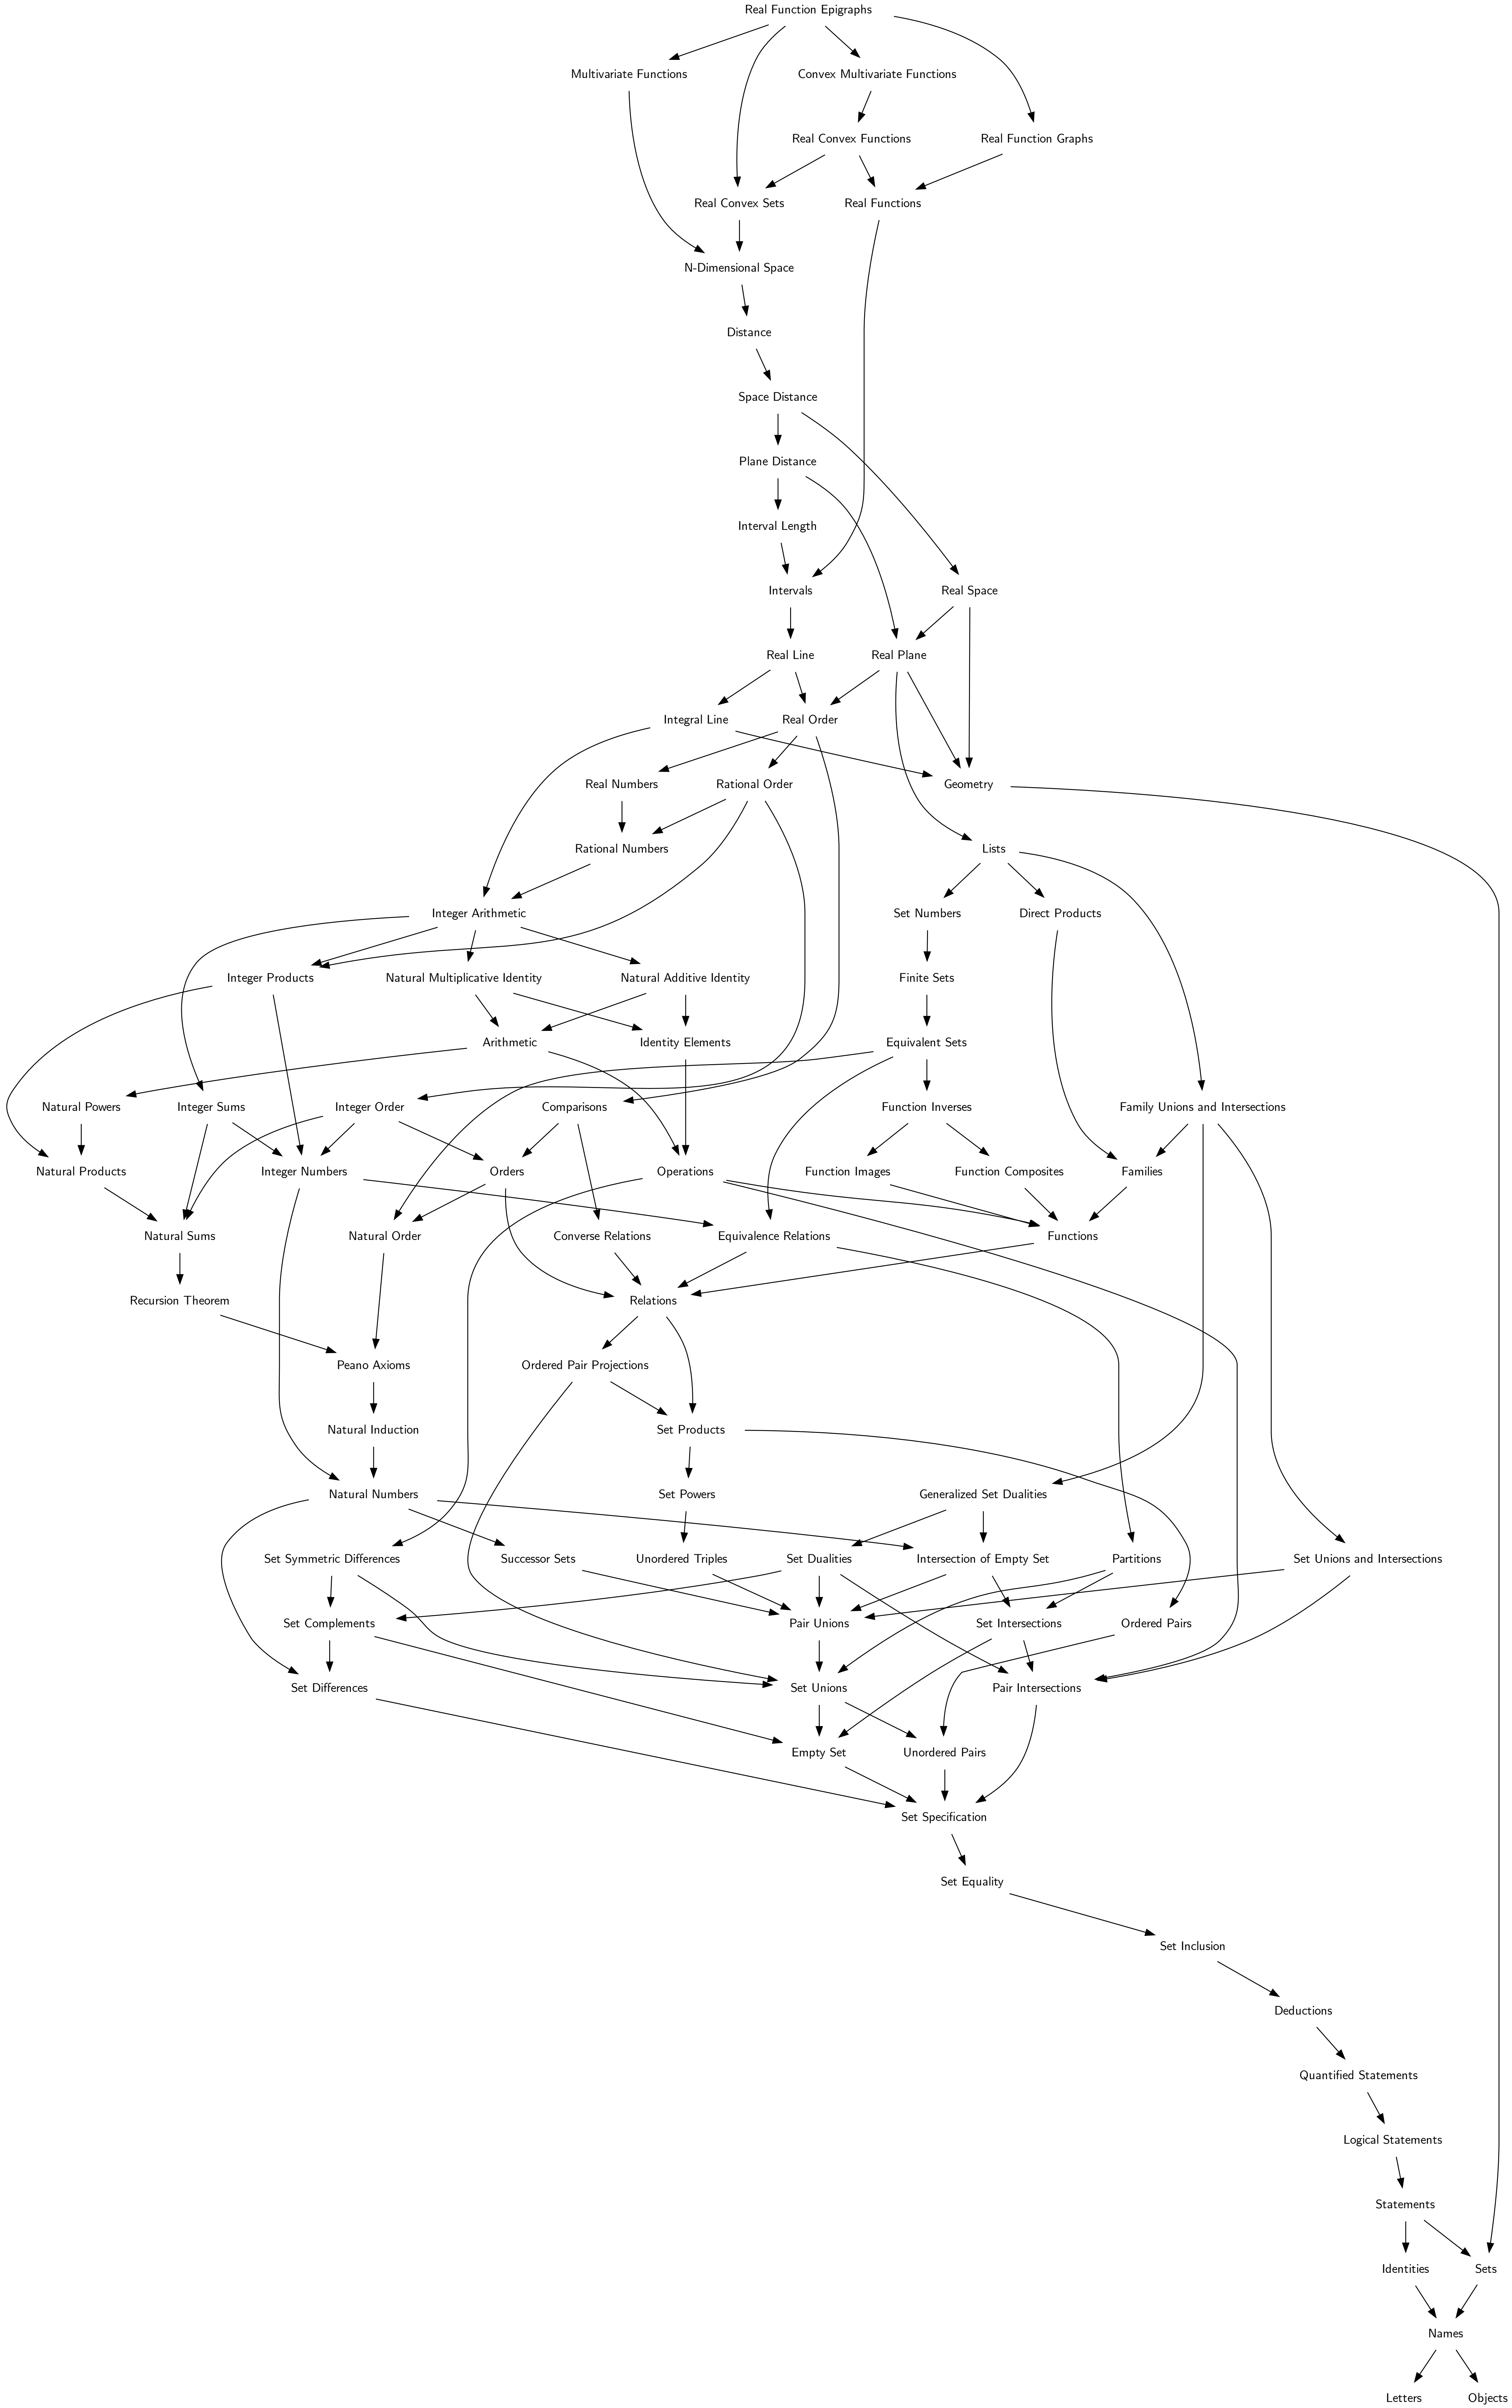 Real Function Epigraphs
Multivariate Functions
Convex Multivariate Functions
Real Convex Functions
Real Function Graphs
Real Convex Sets
Real Functions
N-Dimensional Space
Distance
Space Distance
Plane Distance
Interval Length
Intervals
Real Space
Real Line
Real Plane
Integral Line
Real Order
Real Numbers
Rational Order
Geometry
Rational Numbers
Lists
Integer Arithmetic
Set Numbers
Direct Products
Integer Products
Natural Multiplicative Identity
Natural Additive Identity
Finite Sets
Arithmetic
Identity Elements
Equivalent Sets
Natural Powers
Integer Sums
Integer Order
Comparisons
Function Inverses
Family Unions and Intersections
Natural Products
Integer Numbers
Orders
Operations
Function Images
Function Composites
Families
Natural Sums
Natural Order
Converse Relations
Equivalence Relations
Functions
Recursion Theorem
Relations
Peano Axioms
Ordered Pair Projections
Natural Induction
Set Products
Natural Numbers
Set Powers
Generalized Set Dualities
Set Symmetric Differences
Successor Sets
Unordered Triples
Set Dualities
Intersection of Empty Set
Partitions
Set Unions and Intersections
Set Complements
Pair Unions
Set Intersections
Ordered Pairs
Set Differences
Set Unions
Pair Intersections
Empty Set
Unordered Pairs
Set Specification
Set Equality
Set Inclusion
Deductions
Quantified Statements
Logical Statements
Statements
Identities
Sets
Names
Letters
Objects